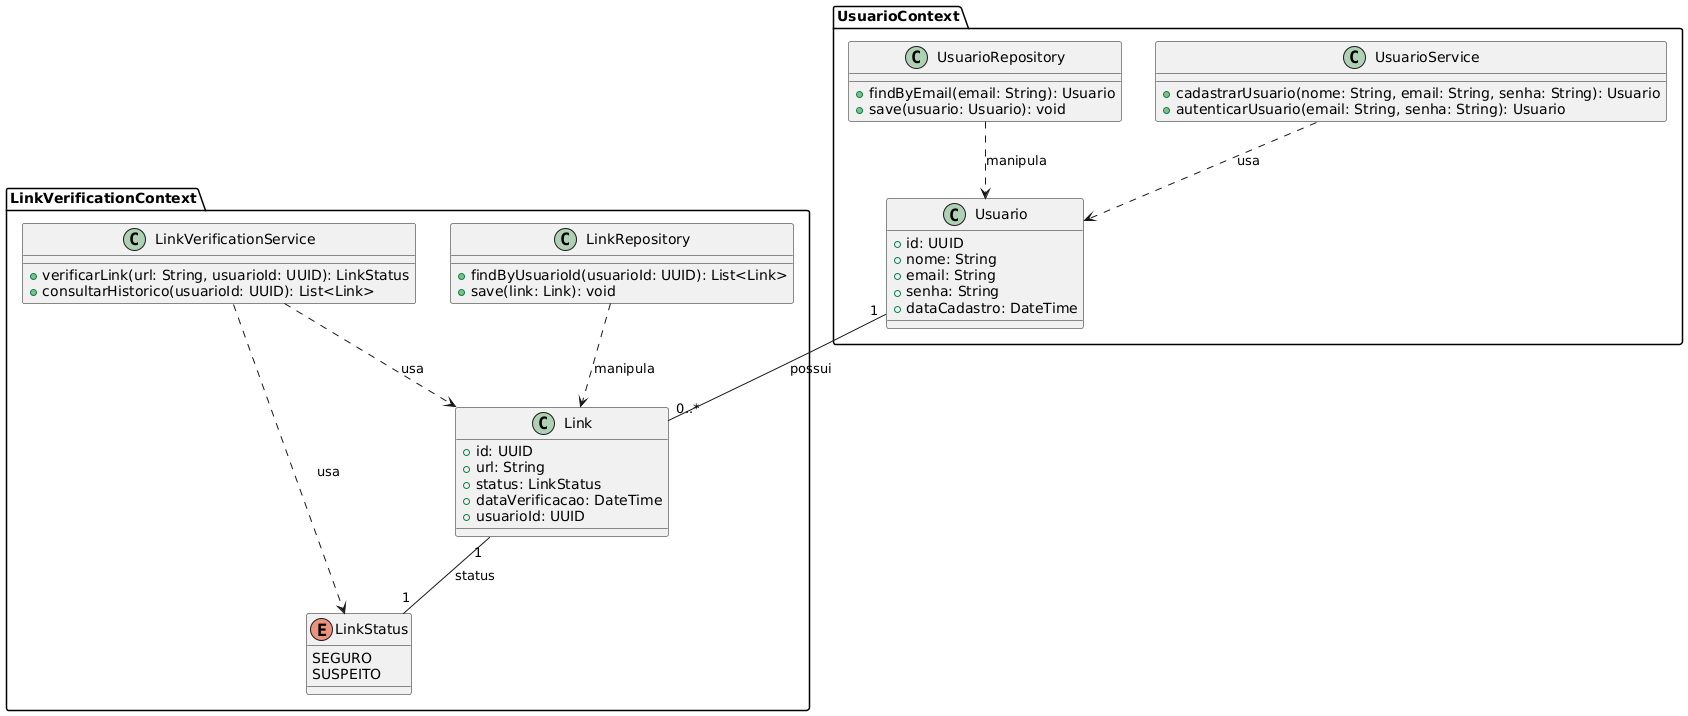 UsuarioContext
UsuarioRepository
findByEmail(email: String): Usuario
save(usuario: Usuario): void
UsuarioService
cadastrarUsuario(nome: String, email: String, senha: String): Usuario
autenticarUsuario(email: String, senha: String): Usuario
manipula
usa
Usuario
id: UUID
nome: String
email: String
senha: String
dataCadastro: DateTime
LinkVerificationContext
LinkVerificationService
verificarLink(url: String, usuarioId: UUID): LinkStatus
consultarHistorico(usuarioId: UUID): List<Link>
LinkRepository
findByUsuarioId(usuarioId: UUID): List<Link>
save(link: Link): void
1
possui
0..*
usa
manipula
Link
id: UUID
url: String
status: LinkStatus
dataVerificacao: DateTime
usuarioId: UUID
usa
1
status
1
LinkStatus
SEGURO
SUSPEITO
C
C
C
C
C
C
E